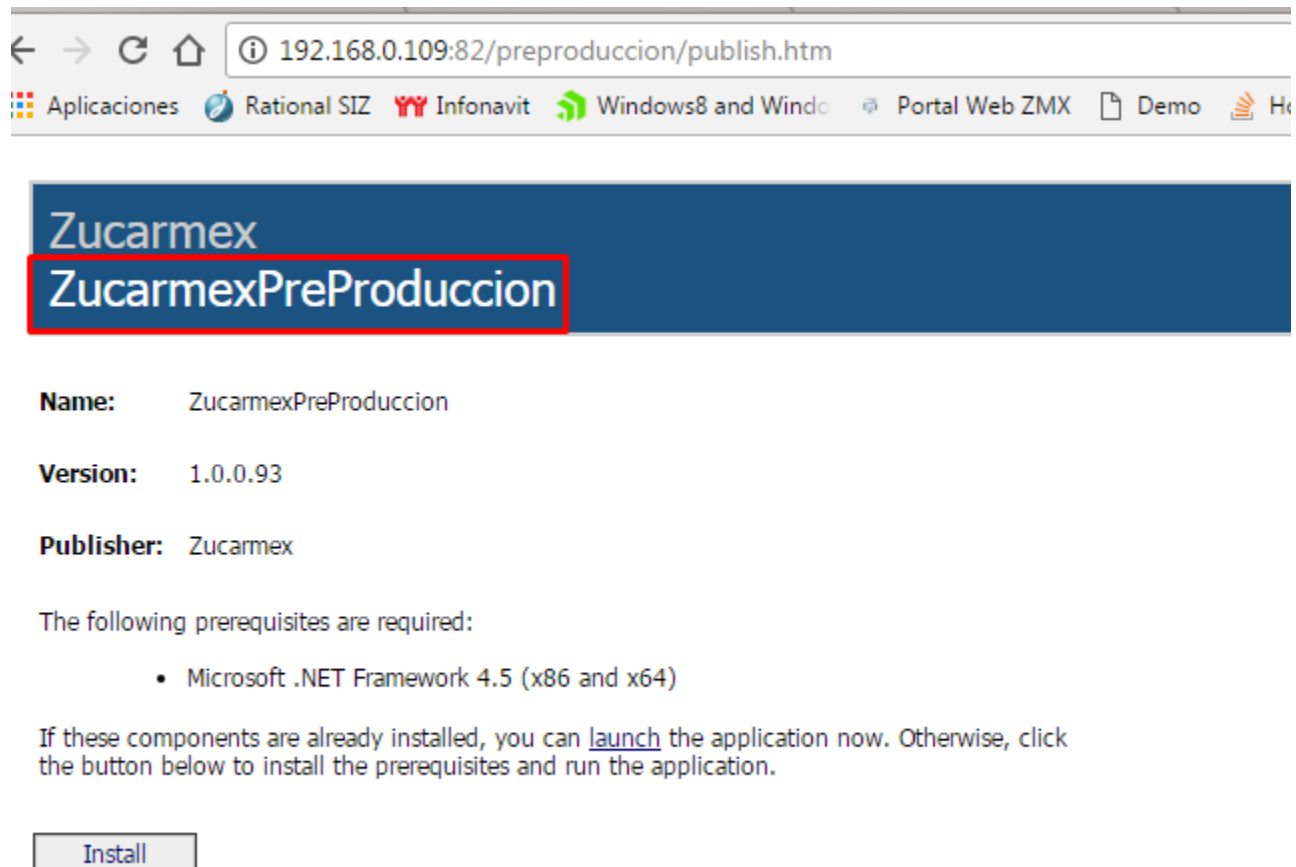 192.168.0.109:82/preproduccion/publish.htm
Aplicaciones Rational SIZ Infonavit Windows8 and Windo Portal Web ZMX Demo
Zucarmex
ZucarmexPreProduccion
Name: ZucarmexPreProduccion
Version: 1.0.0.93
Publisher: Zucarmex
The following prerequisites are required:
• Microsoft .NET Framework 4.5 (x86 and x64)
If these components are already installed, you can launch the application now. Otherwise, click
the button below to install the prerequisites and run the application.
Install